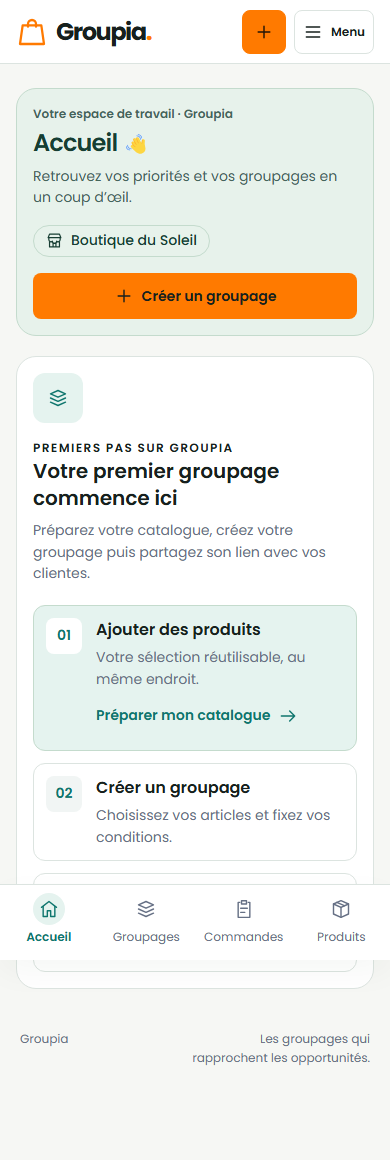 Groupia.
Menu
Votre espace de travail · Groupia
Accueil 👋
Retrouvez vos priorités et vos groupages en
un coup d’œil.
Boutique du Soleil
Créer un groupage
PREMIERS PAS SUR GROUPIA
Votre premier groupage
commence ici
Préparez votre catalogue, créez votre
groupage puis partagez son lien avec vos
clientes.
01
Ajouter des produits
Votre sélection réutilisable, au
même endroit.
Préparer mon catalogue →
02
Créer un groupage
Choisissez vos articles et fixez vos
conditions.
Accueil
Groupages
Commandes
Produits
Groupia
Les groupages qui
rapprochent les opportunités.